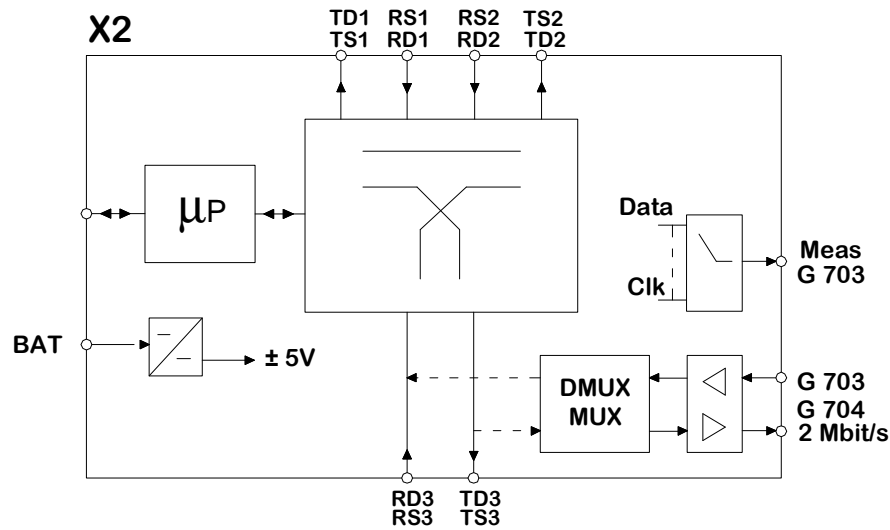 X2
TD1 RS1 RS2 TS2
TS1 RD1 RD2 TD2
μP
Data
Clk
Meas
G 703
BAT
± 5V
DMUX
MUX
G 703
G 704
2 Mbit/s
RD3 TD3
RS3 TS3